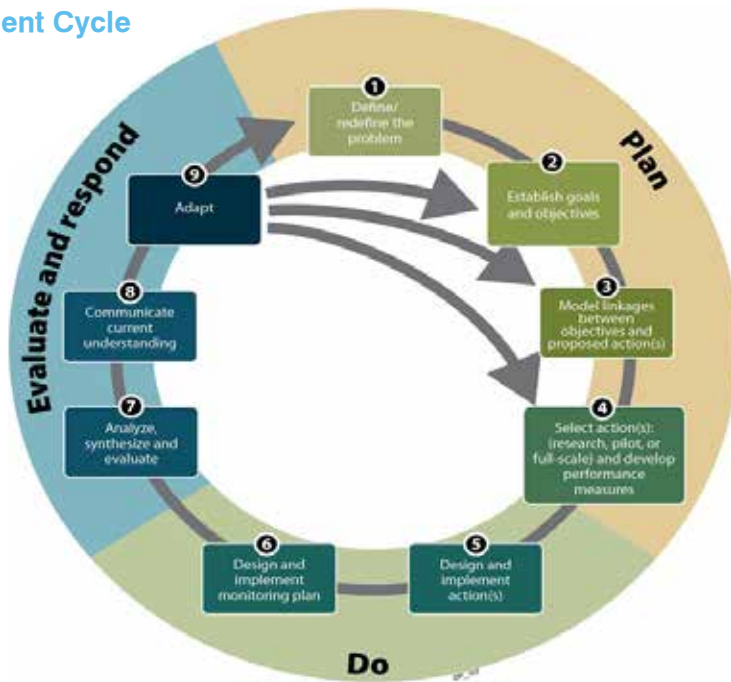 ent Cycle
Plan
Do
Evaluate and respond
1
Define/
redefine the
problem
2
Establish goals
and objectives
3
Model linkages
between
objectives and
proposed action(s)
4
Select action(s):
(research, pilot, or
full-scale) and develop
performance
measures
5
Design and
implement
action(s)
6
Design and
implement
monitoring plan
7
Analyze,
synthesize and
evaluate
8
Communicate
current
understanding
9
Adapt